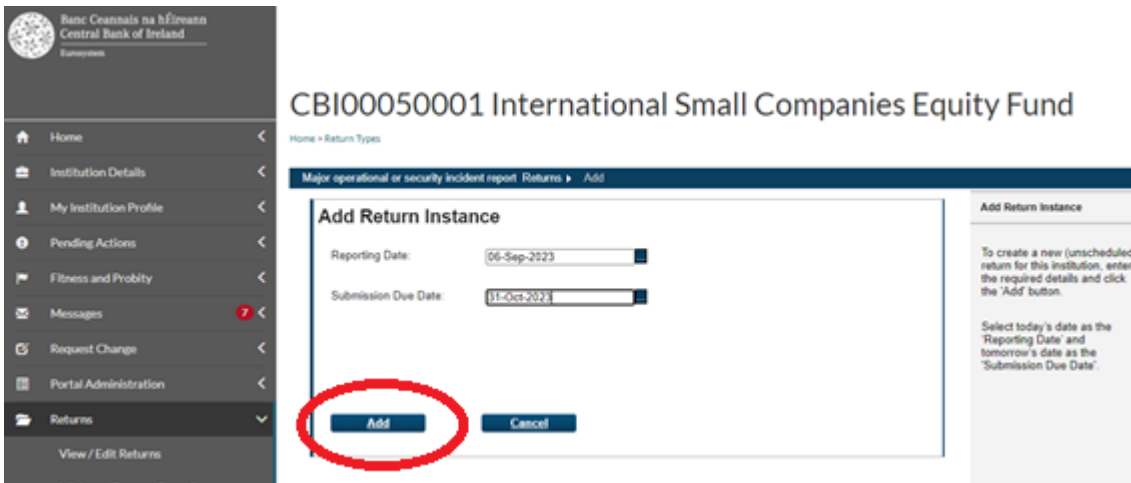 Banc Ceannais na hÉireann
Central Bank of Ireland
Eurosystem
CBI00050001 International Small Companies Equity Fund
Home > Return Types
Home
Institution Details
My Institution Profile
Pending Actions
Fitness and Probity
Messages 7
Request Change
Portal Administration
Returns
View / Edit Returns
Major operational or security incident report Returns Add
Add Return Instance
Reporting Date: 06-Sep-2023
Submission Due Date: 31-Oct-2023
Add Cancel
Add Return Instance
To create a new (unscheduled
return for this institution, enter
the required details and click
the 'Add' button.
Select today's date as the
'Reporting Date' and
tomorrow's date as the
'Submission Due Date'.